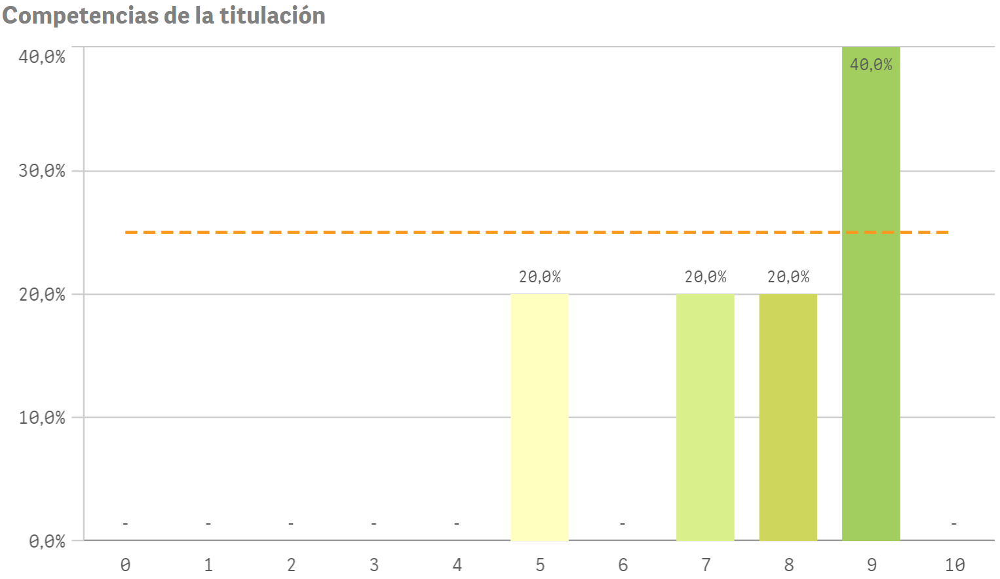 Competencias de la titulación
40,0%
40,0%
30,0%
20,0% 20,0% 20,0%
20,0%
10,0%
- - - - - - -
0,0%
0 1 2 3 4 5 6 7 8 9 10